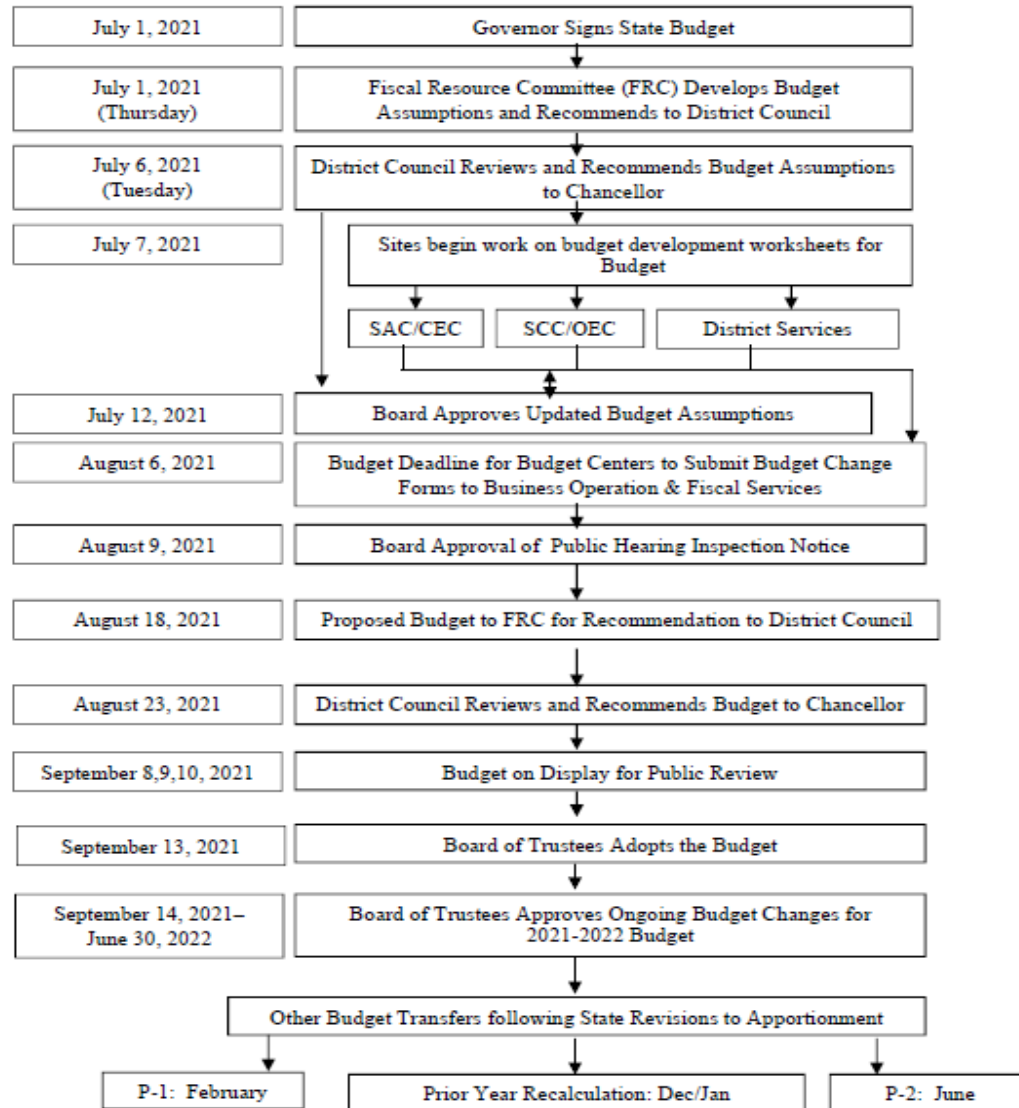 July 1, 2021
Governor Signs State Budget
July 1, 2021
(Thursday)
Fiscal Resource Committee (FRC) Develops Budget
Assumptions and Recommends to District Council
July 6, 2021
(Tuesday)
District Council Reviews and Recommends Budget Assumptions
to Chancellor
July 7, 2021
Sites begin work on budget development worksheets for
Budget
SAC/CEC
SCC/OEC
District Services
July 12, 2021
Board Approves Updated Budget Assumptions
August 6, 2021
Budget Deadline for Budget Centers to Submit Budget Change
Forms to Business Operation & Fiscal Services
August 9, 2021
Board Approval of Public Hearing Inspection Notice
August 18, 2021
Proposed Budget to FRC for Recommendation to District Council
August 23, 2021
District Council Reviews and Recommends Budget to Chancellor
September 8,9,10, 2021
Budget on Display for Public Review
September 13, 2021
Board of Trustees Adopts the Budget
September 14, 2021–
June 30, 2022
Board of Trustees Approves Ongoing Budget Changes for
2021-2022 Budget
Other Budget Transfers following State Revisions to Apportionment
P-1: February
Prior Year Recalculation: Dec/Jan
P-2: June